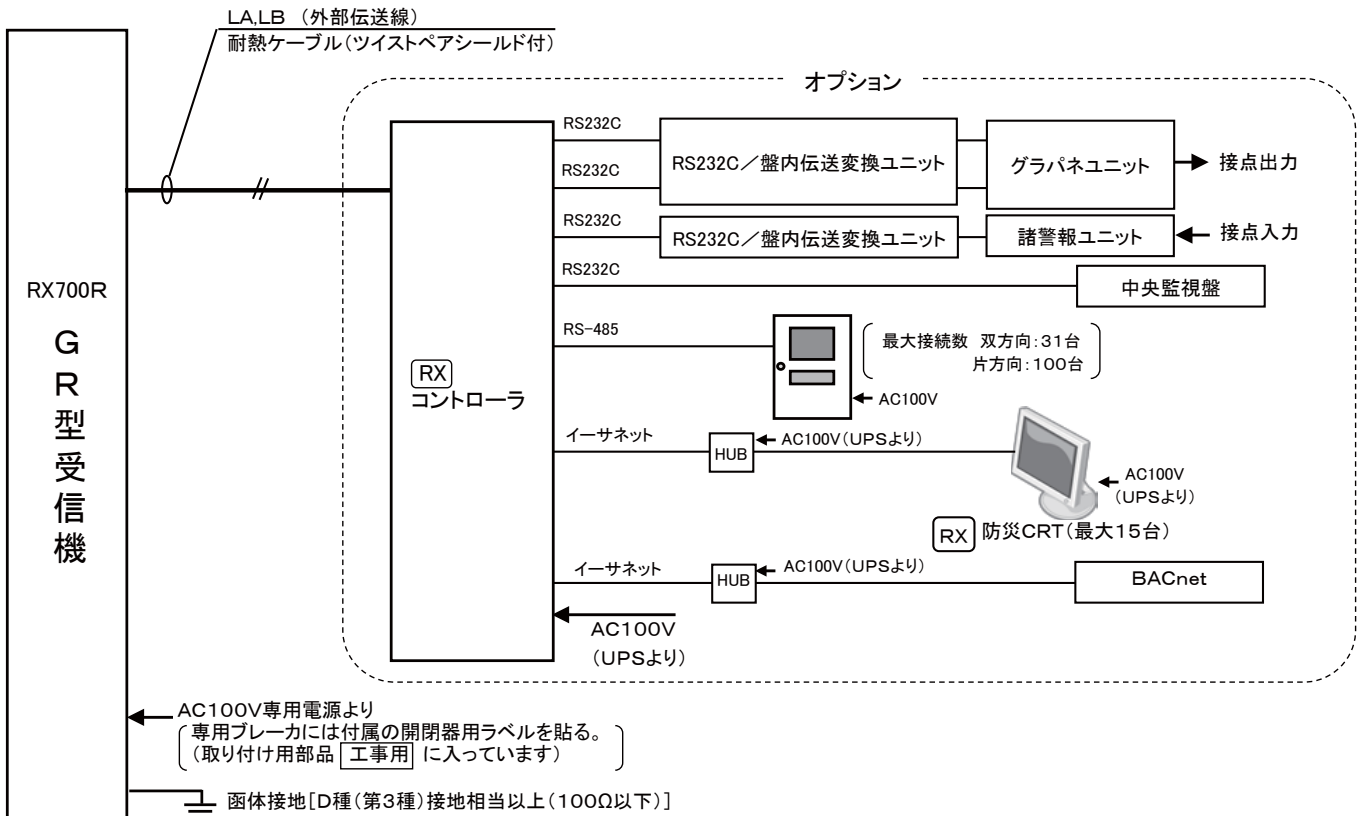 LA,LB （外部伝送線）
耐熱ケーブル（ツイストペアシールド付）
オプション
RX700R
GR型受信機
RX
コントローラ
RS232C
RS232C
RS232C／盤内伝送変換ユニット
グラパネユニット
接点出力
RS232C
RS232C／盤内伝送変換ユニット
諸警報ユニット
接点入力
RS232C
中央監視盤
RS-485
最大接続数 双方向：31台
片方向：100台
AC100V
イーサネット
HUB
AC100V（UPSより）
AC100V
（UPSより）
RX 防災CRT（最大15台）
イーサネット
HUB
AC100V（UPSより）
BACnet
AC100V
（UPSより）
AC100V専用電源より
専用ブレーカには付属の開閉器用ラベルを貼る。
（取り付け用部品 工事用 に入っています）
函体接地［D種（第3種）接地相当以上（100Ω以下）］